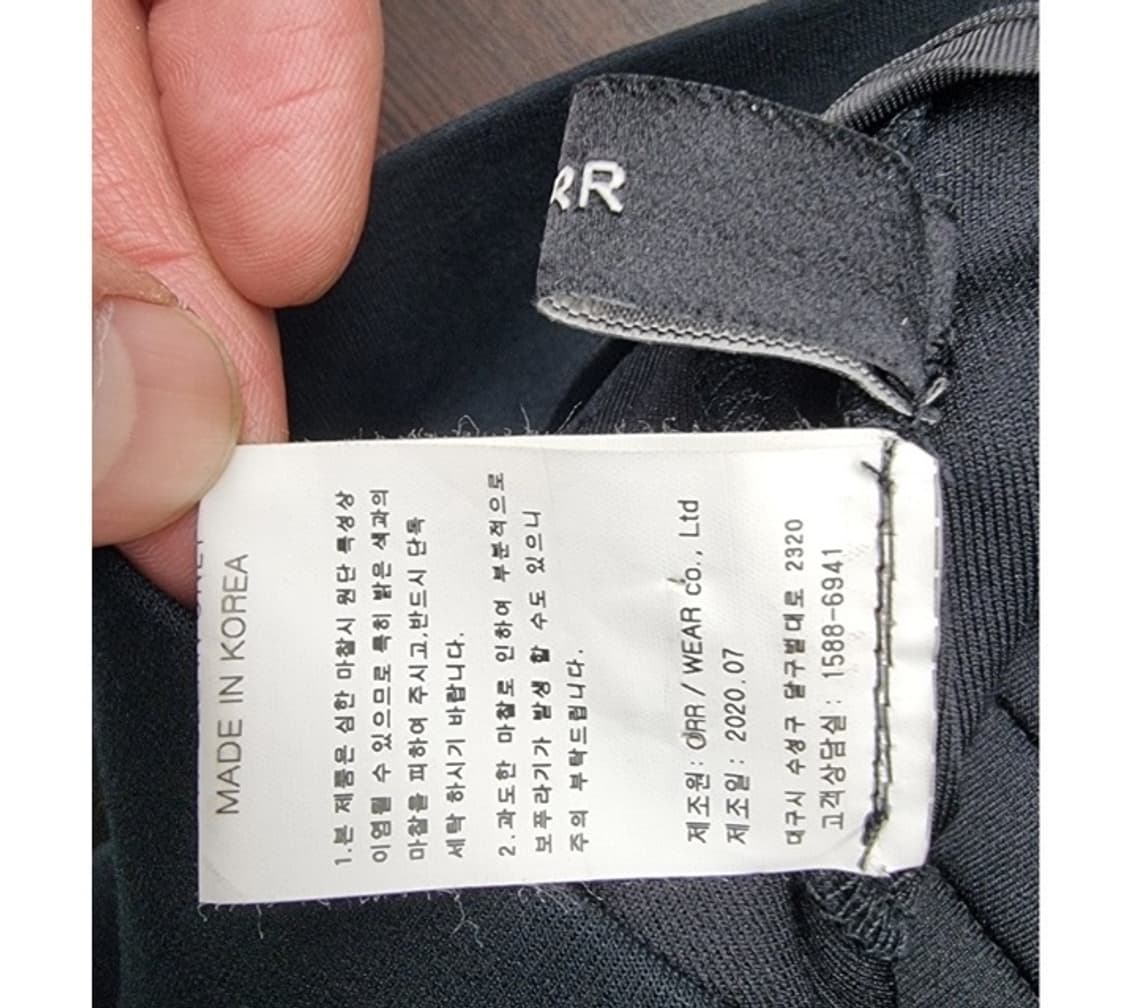 RR
MADE IN KOREA
1.본 제품은 심한 마찰시 원단 특성상
이염될 수 있으므로 특히 밝은 색과의
마찰을 피하여 주시고,반드시 단독
세탁 하시기 바랍니다.
2.과도한 마찰로 인하여 부분적으로
보푸라기가 발생 할 수도 있으니
주의 부탁드립니다.
제조원: ORR / WEAR co., Ltd
제조일 : 2020.07
대구시 수성구 달구벌대로 2320
고객상담실 : 1588-6941